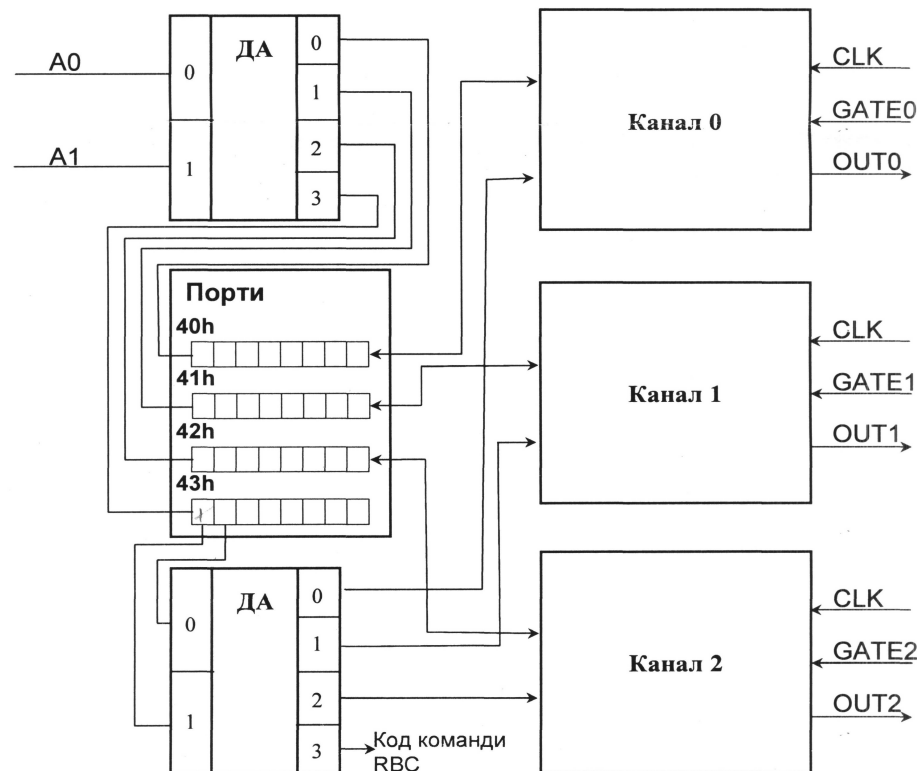 A0
A1
0
1
ДА
0
1
2
3
Порти
40h
41h
42h
43h
0
1
ДА
0
1
2
3
Код команди
RBC
Канал 0
CLK
GATE0
OUT0
Канал 1
CLK
GATE1
OUT1
Канал 2
CLK
GATE2
OUT2